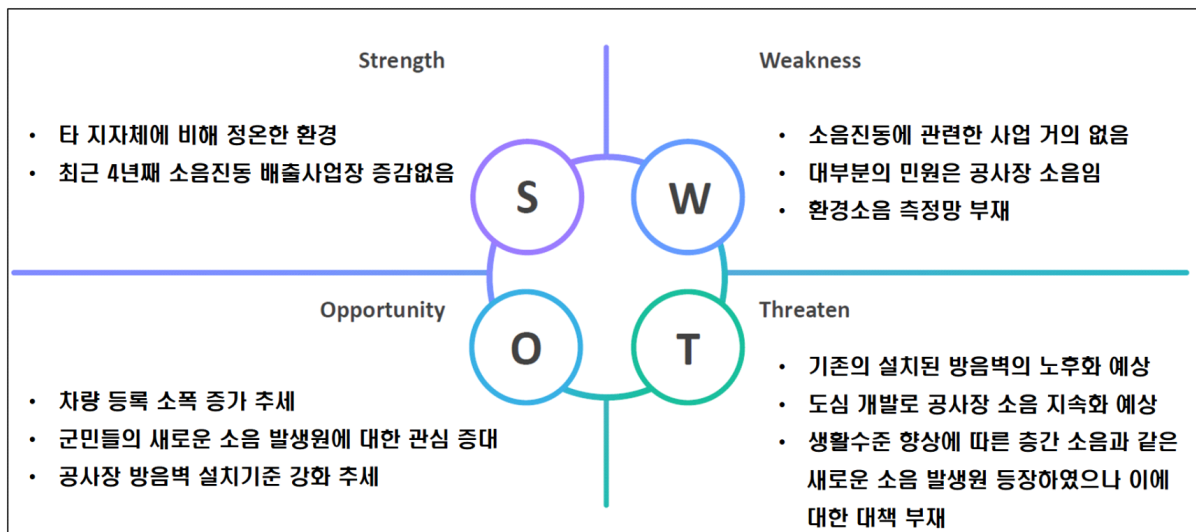 Strength
• 타 지자체에 비해 정온한 환경
• 최근 4년째 소음진동 배출사업장 증감없음
Weakness
• 소음진동에 관련한 사업 거의 없음
• 대부분의 민원은 공사장 소음임
• 환경소음 측정망 부재
S
W
O
T
Opportunity
• 차량 등록 소폭 증가 추세
• 군민들의 새로운 소음 발생원에 대한 관심 증대
• 공사장 방음벽 설치기준 강화 추세
Threaten
• 기존의 설치된 방음벽의 노후화 예상
• 도심 개발로 공사장 소음 지속화 예상
• 생활수준 향상에 따른 층간 소음과 같은
새로운 소음 발생원 등장하였으나 이에
대한 대책 부재